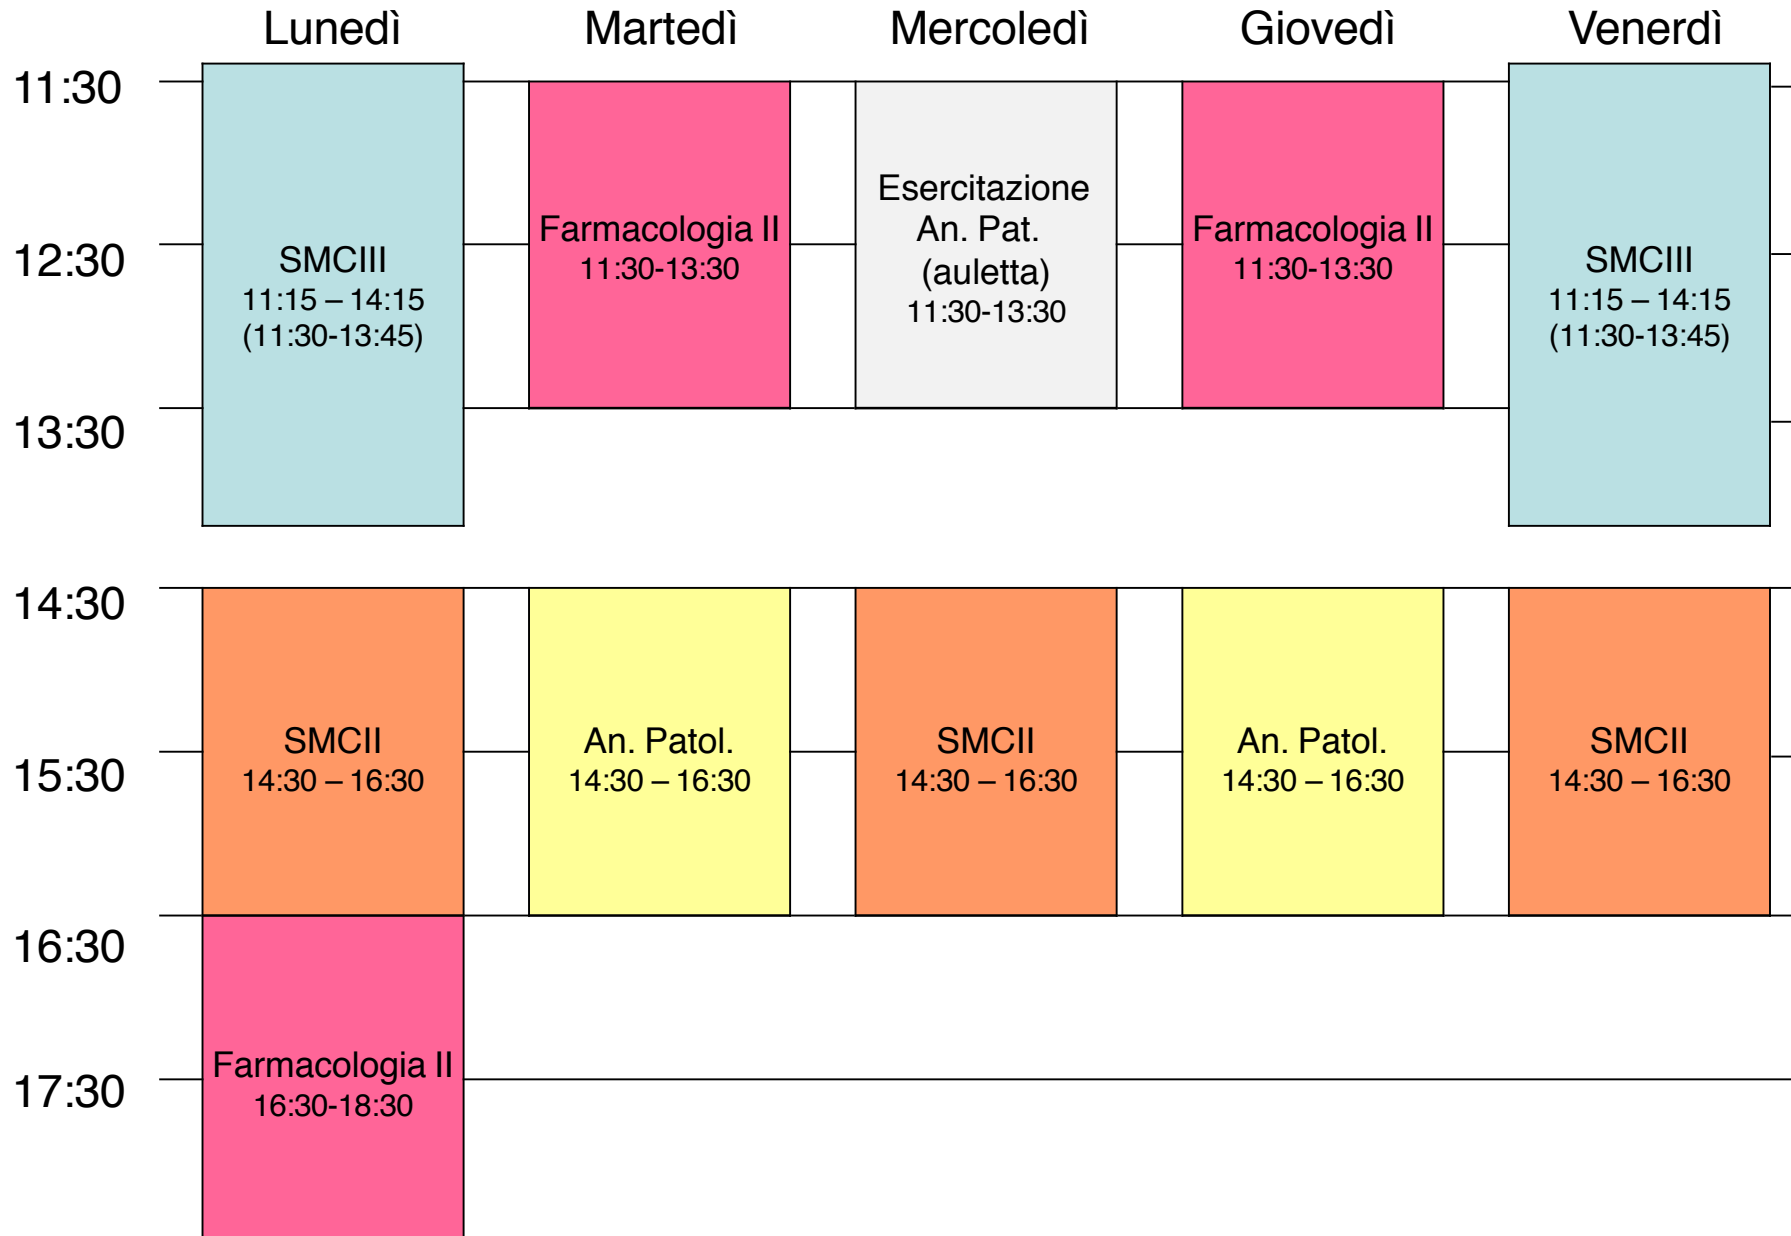 Lunedì Martedì Mercoledì Giovedì Venerdì
11:30
12:30
13:30
14:30
15:30
16:30
17:30
SMCIII
11:15 – 14:15
(11:30-13:45)
Farmacologia II
11:30-13:30
Esercitazione
An. Pat.
(auletta)
11:30-13:30
Farmacologia II
11:30-13:30
SMCIII
11:15 – 14:15
(11:30-13:45)
SMCII
14:30 – 16:30
An. Patol.
14:30 – 16:30
SMCII
14:30 – 16:30
An. Patol.
14:30 – 16:30
SMCII
14:30 – 16:30
Farmacologia II
16:30-18:30